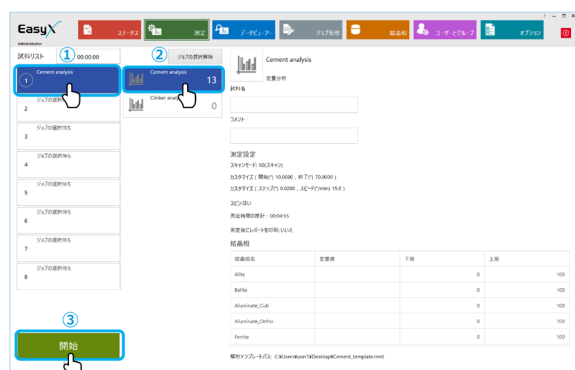 EasyX
Administrator
ステータス
測定
データビューアー
ジョブ管理
結晶相
ユーザーグループ
オプション
試料リスト
① 00:00:00
② ジョブの選択解除
1 Cement analysis
2 ジョブの選択待ち
3 ジョブの選択待ち
4 ジョブの選択待ち
5 ジョブの選択待ち
6 ジョブの選択待ち
7 ジョブの選択待ち
8 ジョブの選択待ち
③
開始
Cement analysis 13
Clinker 0
Cement analysis
定量分析
試料名
コメント
測定設定
スキャンモード: 1D(スキャン)
カスタマイズ ( 開始(°) 10.0000 , 終了(°) 70.0000 )
カスタマイズ ( ステップ(°) 0.0200 , スピード(°/min) 15.0 )
スピン:はい
測定時間の累計 : 00:04:55
測定後にレポートを印刷:いいえ
結晶相
結晶相名 定量値 下限 上限
Alite 0 100
Belite 0 100
Aluminate_Cub 0 100
Aluminate_Ortho 0 100
Ferrite 0 100
解析テンプレートパス: C:¥Users¥user1¥Desktop¥Cement_template.rmrt